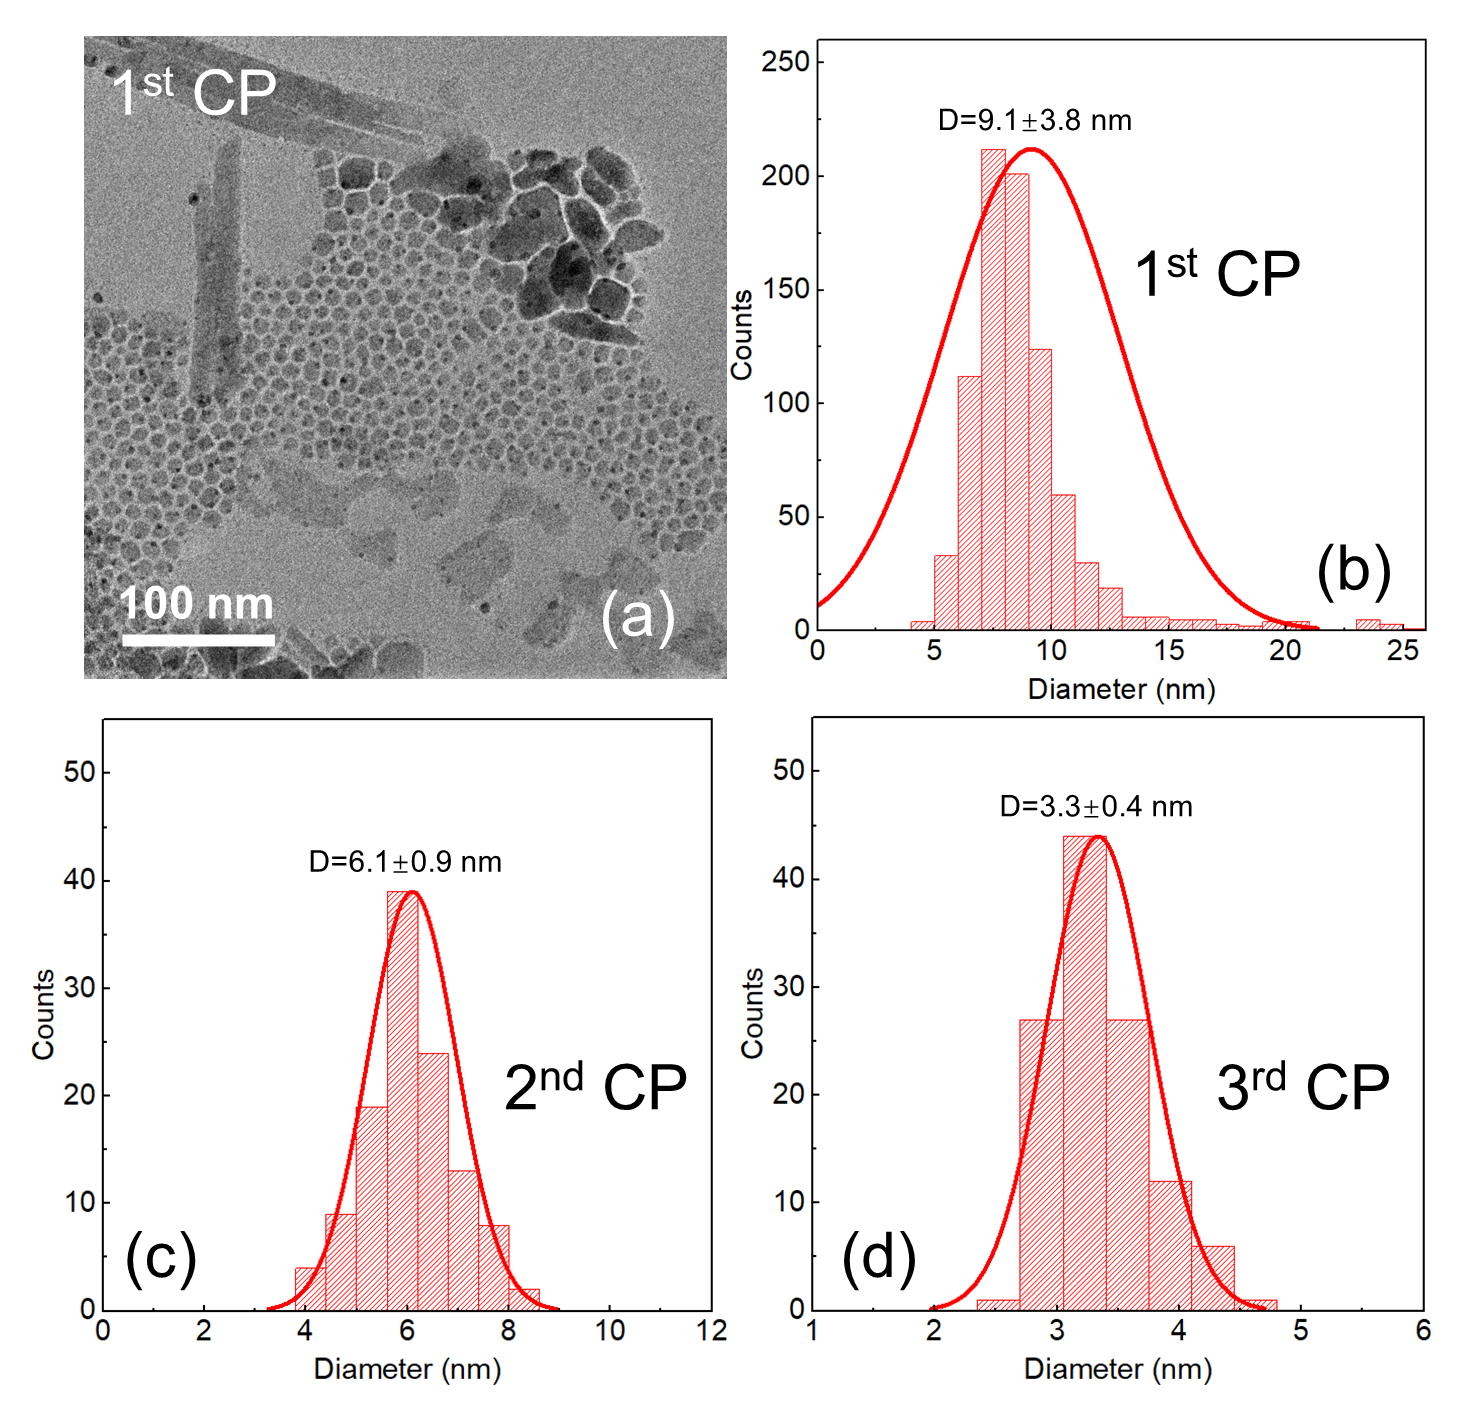 1st CP
100 nm
(a)
250
200
150
100
50
0
Counts
D=9.1±3.8 nm
1st CP
(b)
0 5 10 15 20 25
Diameter (nm)
50
40
30
20
10
0
Counts
D=6.1±0.9 nm
2nd CP
(c)
0 2 4 6 8 10 12
Diameter (nm)
50
40
30
20
10
0
Counts
D=3.3±0.4 nm
3rd CP
(d)
1 2 3 4 5 6
Diameter (nm)